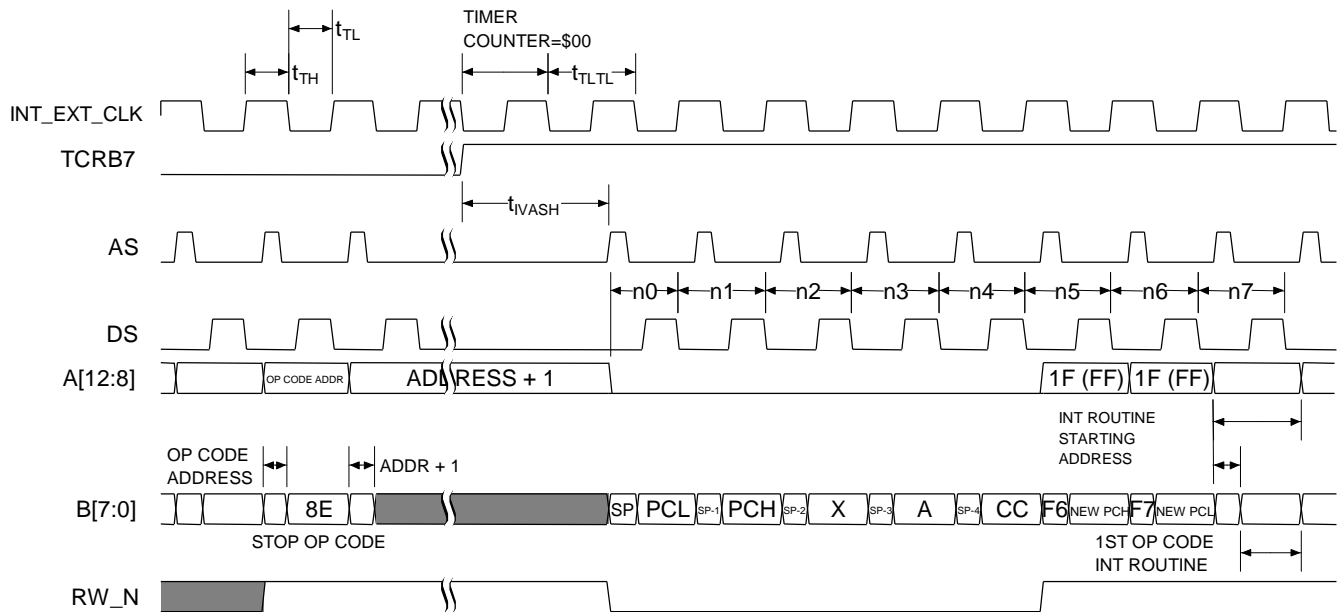 TIMER
COUNTER=$00
tTL
tTH
tTLTL
INT_EXT_CLK
TCRB7
tIVASH
AS
n0 n1 n2 n3 n4 n5 n6 n7
DS
A[12:8]
OP CODE ADDR
ADDRESS + 1
1F (FF) 1F (FF)
INT ROUTINE
STARTING
ADDRESS
OP CODE
ADDRESS
ADDR + 1
B[7:0]
8E
SP PCL SP-1 PCH SP-2 X SP-3 A SP-4 CC F6 NEW PCH F7 NEW PCL
STOP OP CODE
1ST OP CODE
INT ROUTINE
RW_N